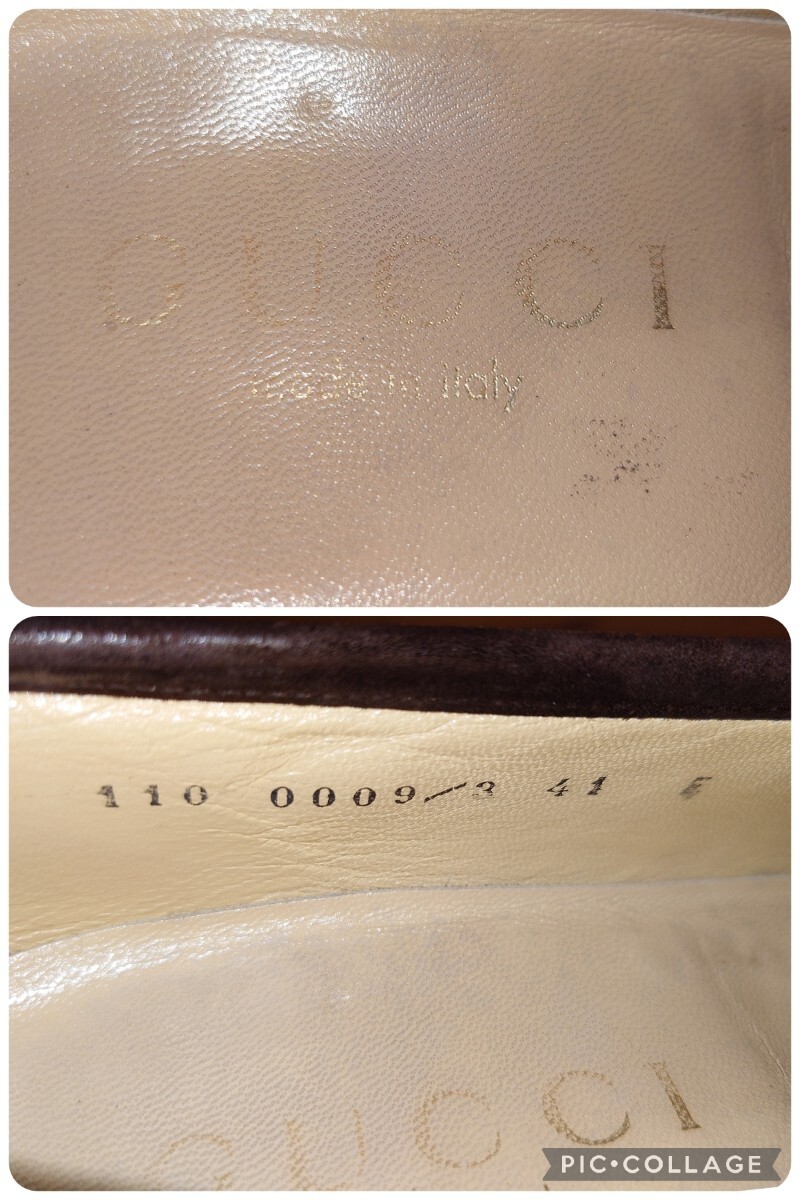 GUCCI
made in italy
110 0009/3 41 E
GUCCI
PIC•COLLAGE